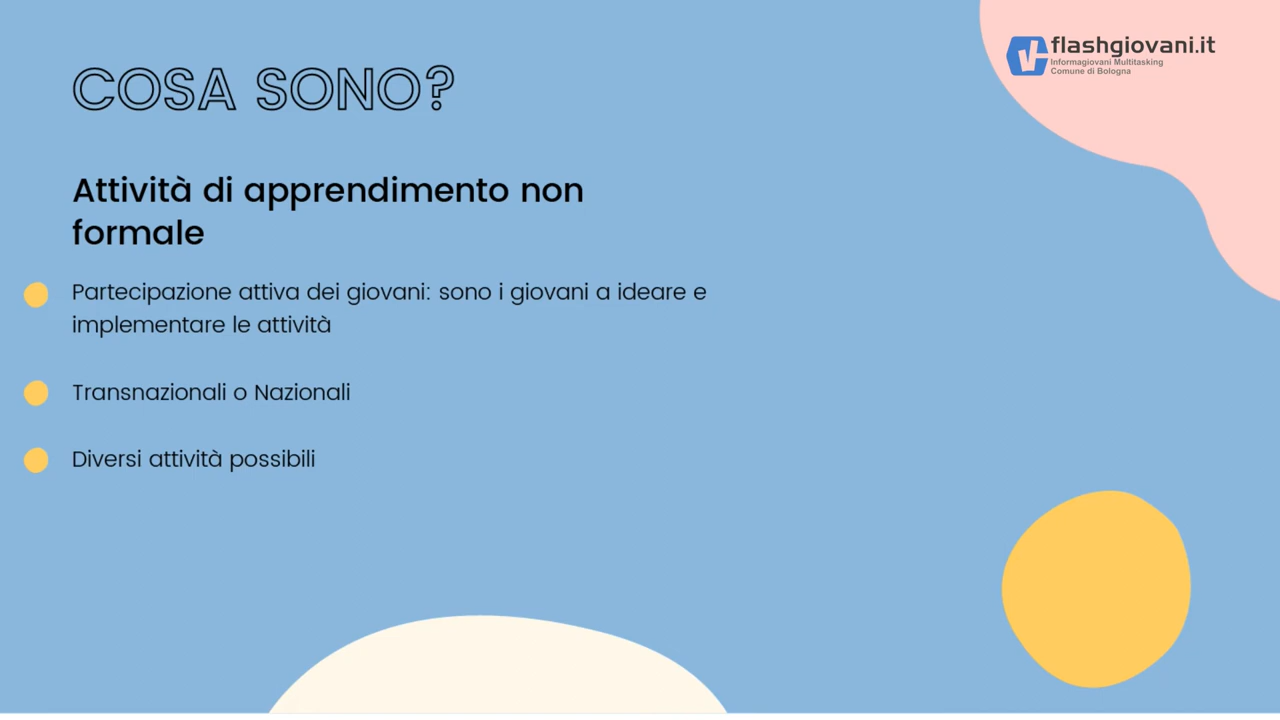 flashgiovani.it
Informagiovani Multitasking
Comune di Bologna
COSA SONO?
Attività di apprendimento non
formale
Partecipazione attiva dei giovani: sono i giovani a ideare e
implementare le attività
Transnazionali o Nazionali
Diversi attività possibili